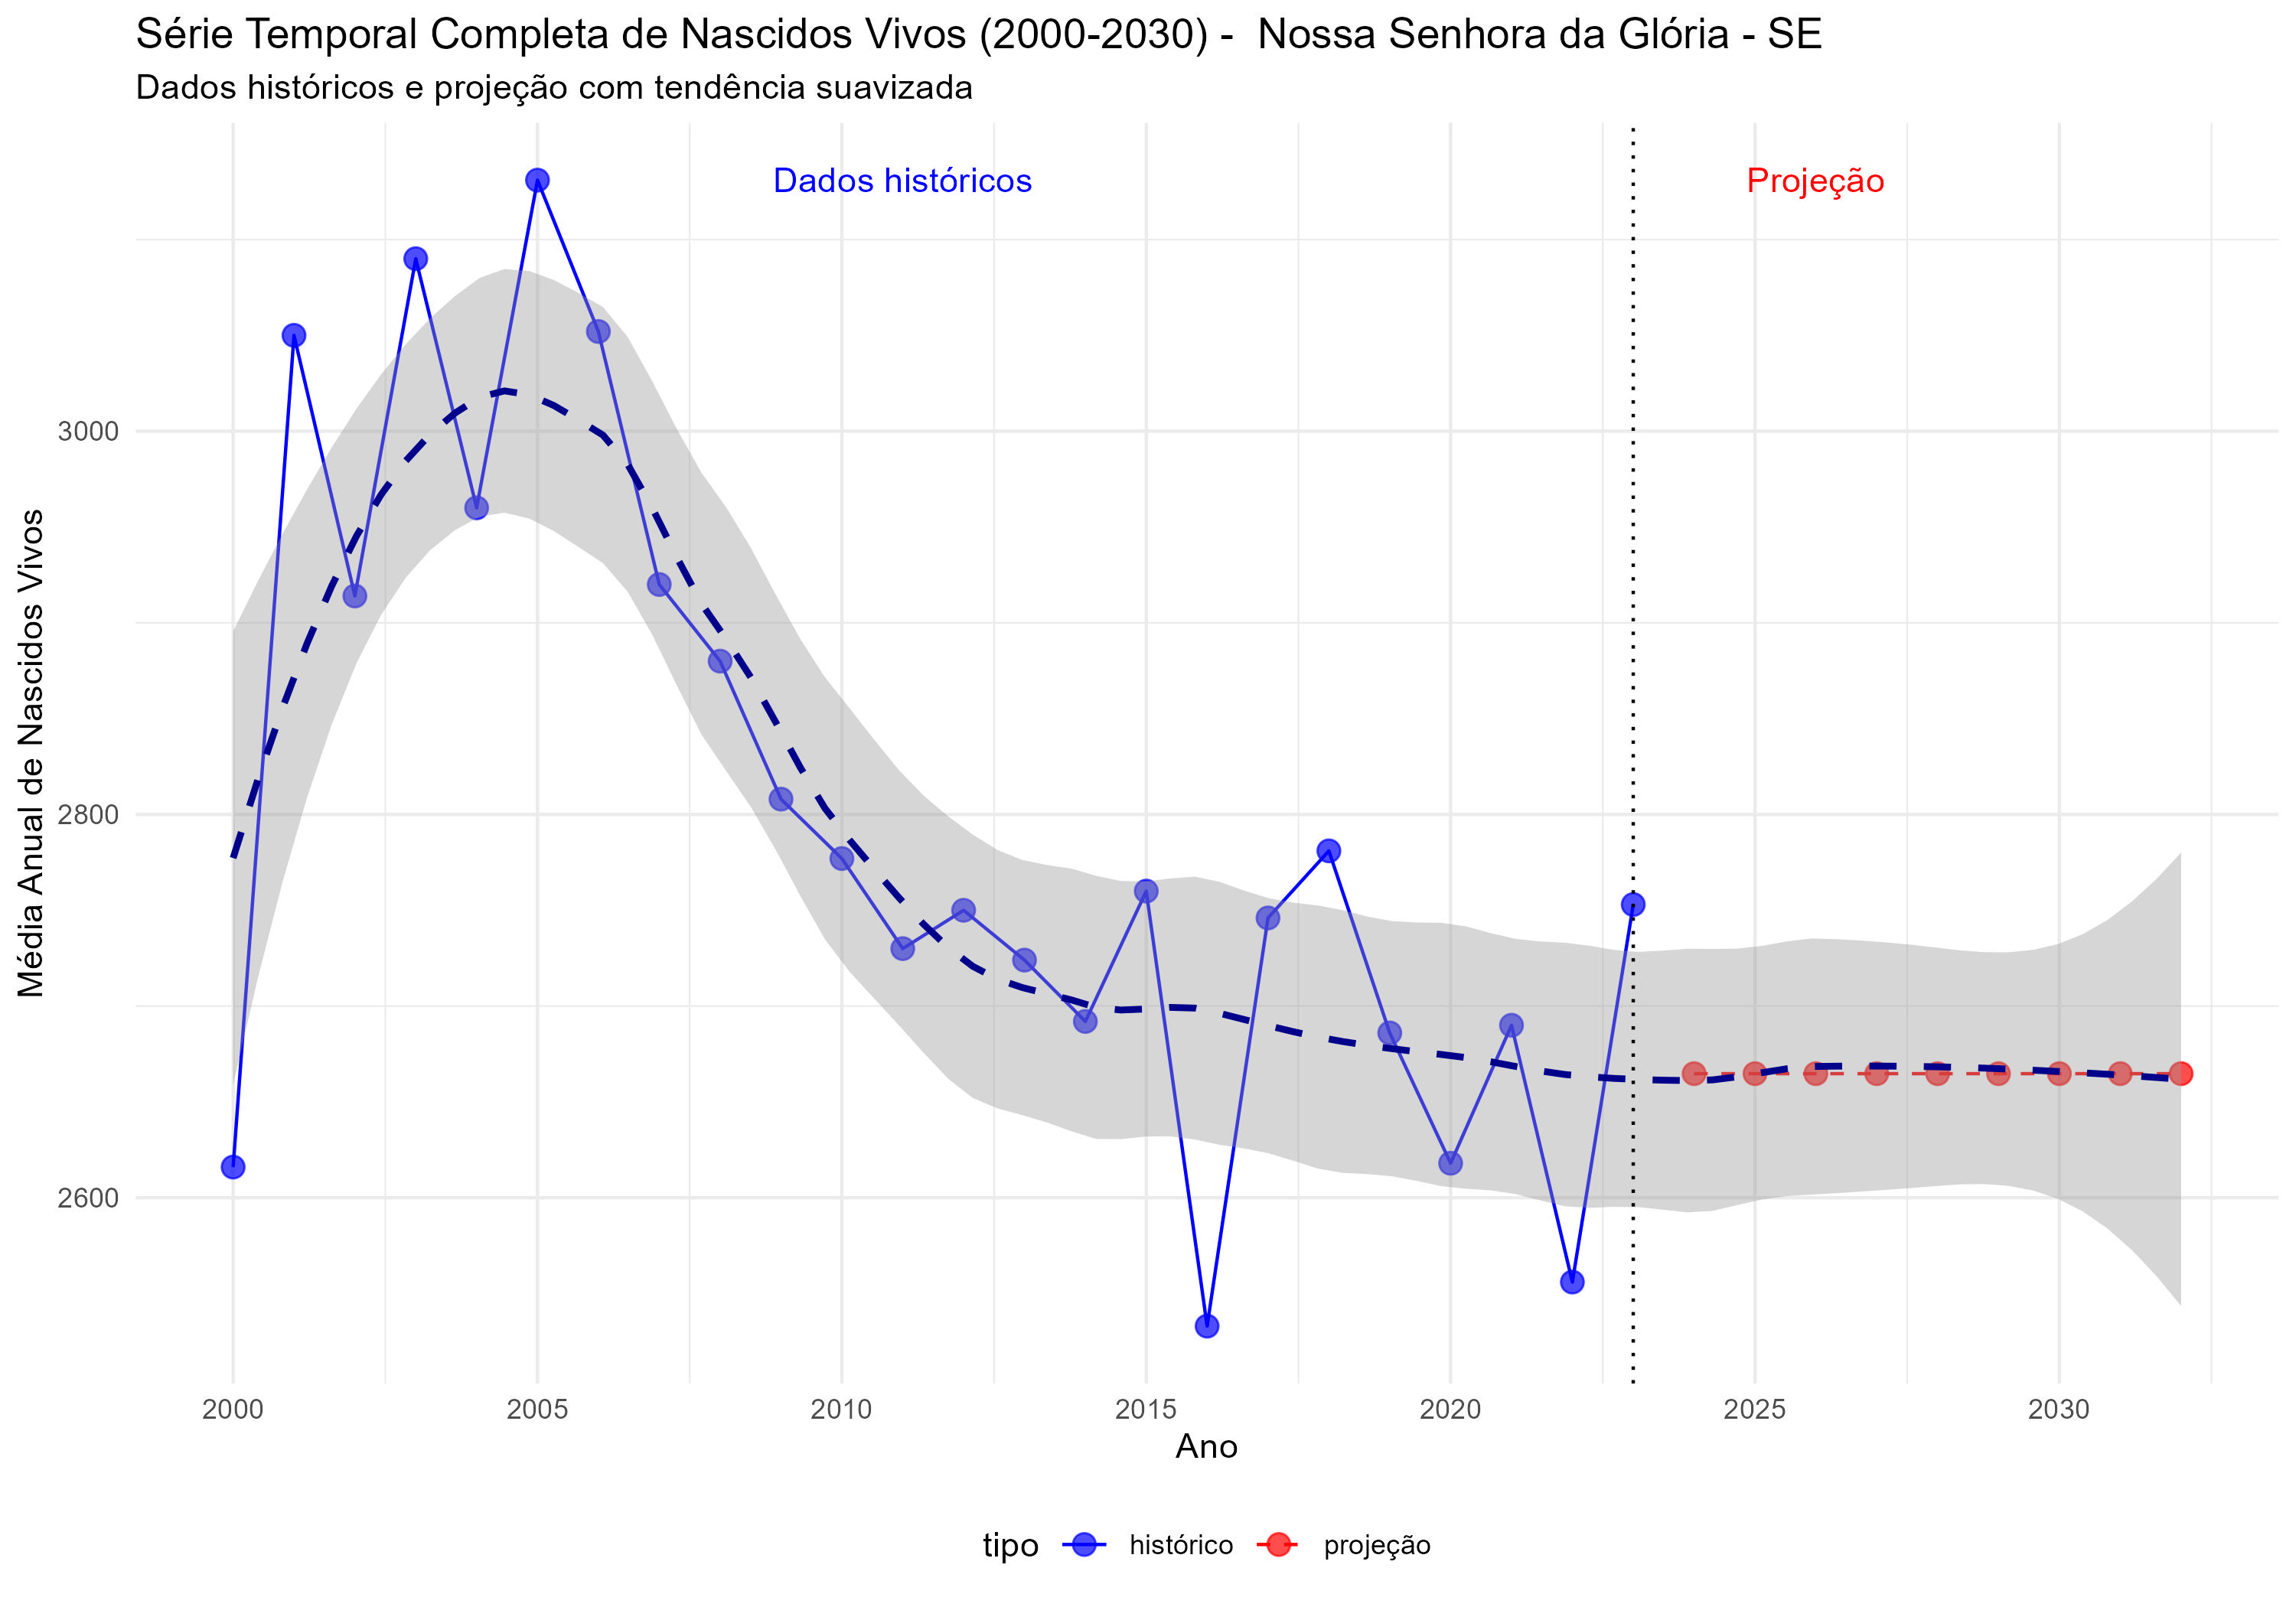 Série Temporal Completa de Nascidos Vivos (2000-2030) -  Nossa Senhora da Glória - SE
Dados históricos e projeção com tendência suavizada
Dados históricos
Projeção
Média Anual de Nascidos Vivos
3000
2800
2600
2000 2005 2010 2015 2020 2025 2030
Ano
tipo histórico projeção